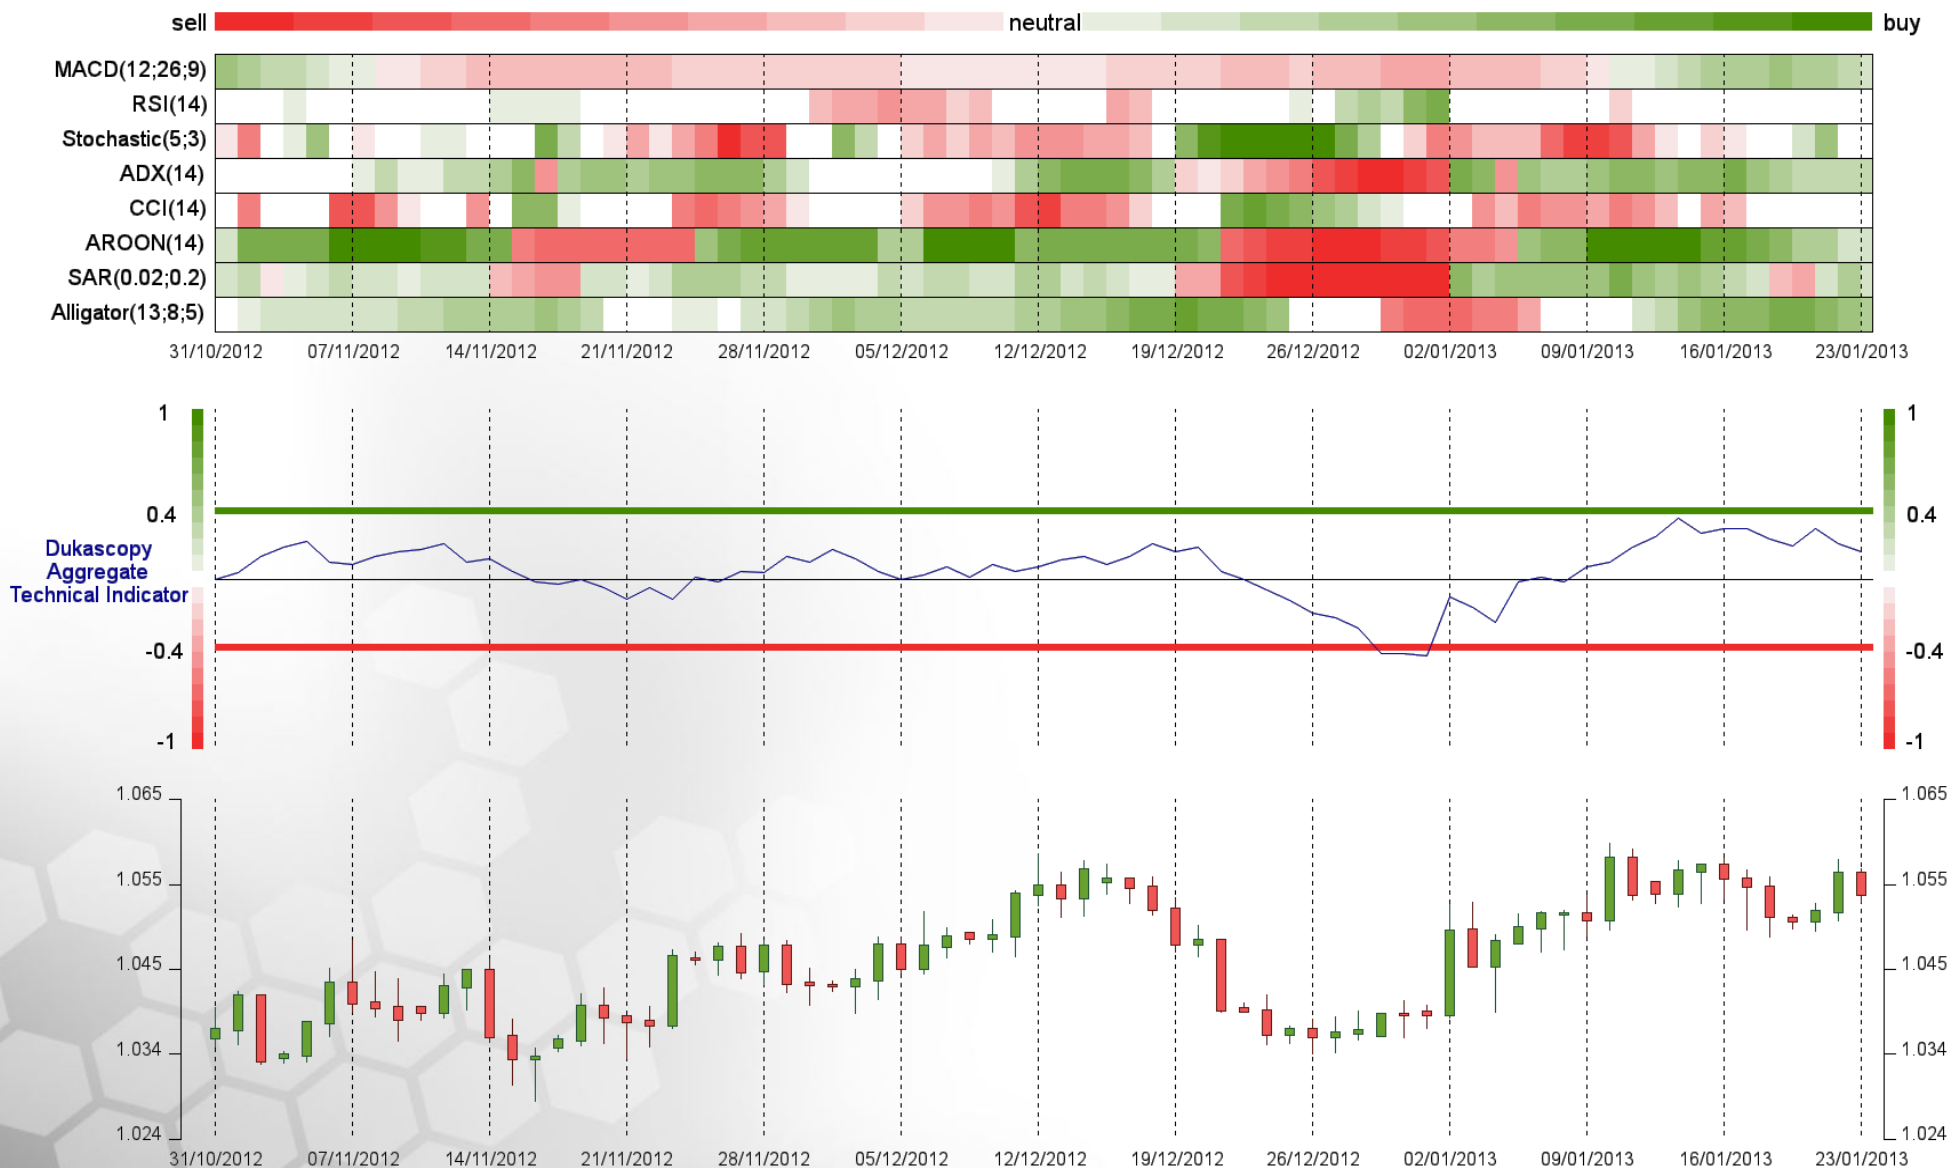 sell neutral buy
MACD(12;26;9)
RSI(14)
Stochastic(5;3)
ADX(14)
CCI(14)
AROON(14)
SAR(0.02;0.2)
Alligator(13;8;5)
31/10/2012 07/11/2012 14/11/2012 21/11/2012 28/11/2012 05/12/2012 12/12/2012 19/12/2012 26/12/2012 02/01/2013 09/01/2013 16/01/2013 23/01/2013
1 1
0.4 0.4
Dukascopy
Aggregate
Technical Indicator
-0.4 -0.4
-1 -1
1.065 1.065
1.055 1.055
1.045 1.045
1.034 1.034
1.024 1.024
31/10/2012 07/11/2012 14/11/2012 21/11/2012 28/11/2012 05/12/2012 12/12/2012 19/12/2012 26/12/2012 02/01/2013 09/01/2013 16/01/2013 23/01/2013